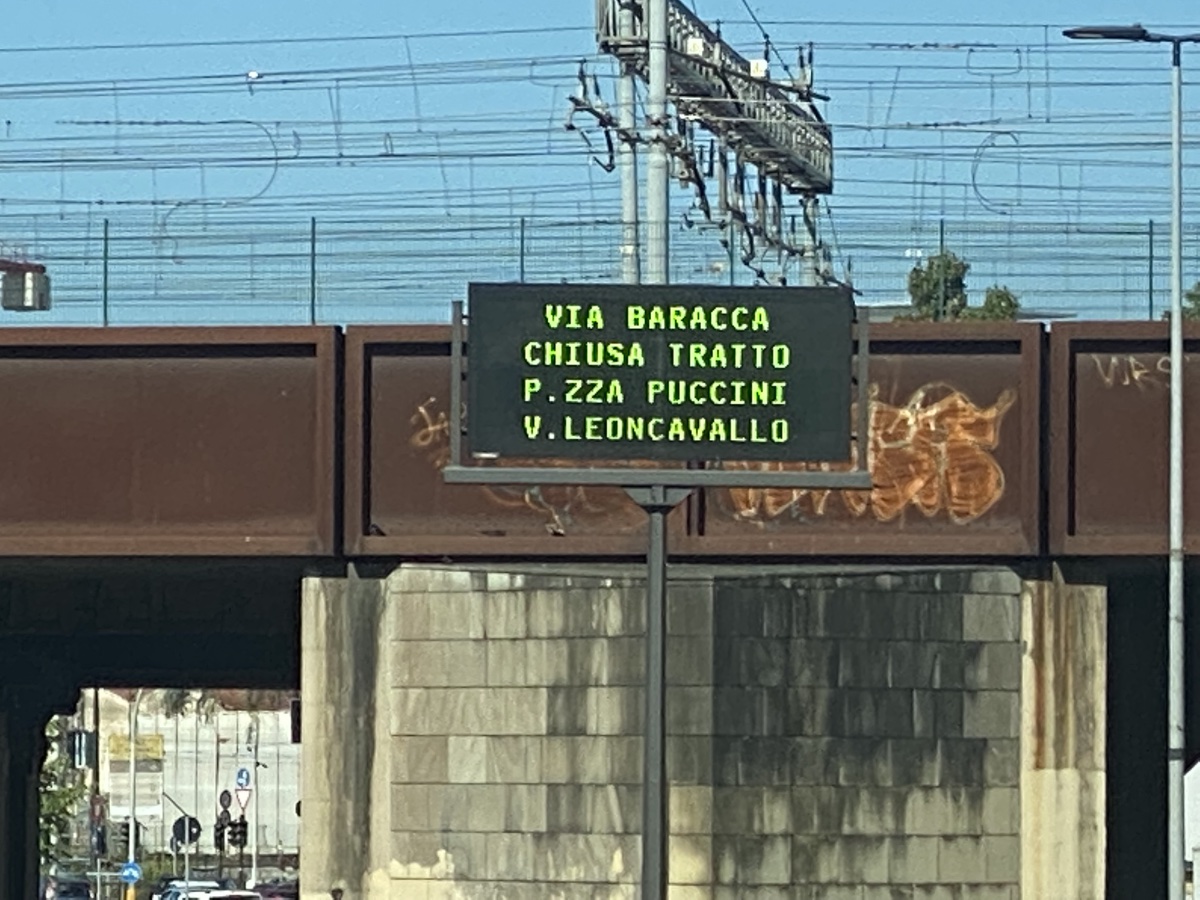 VIA BARACCA
CHIUSA TRATTO
P.ZZA PUCCINI
V.LEONCAVALLO